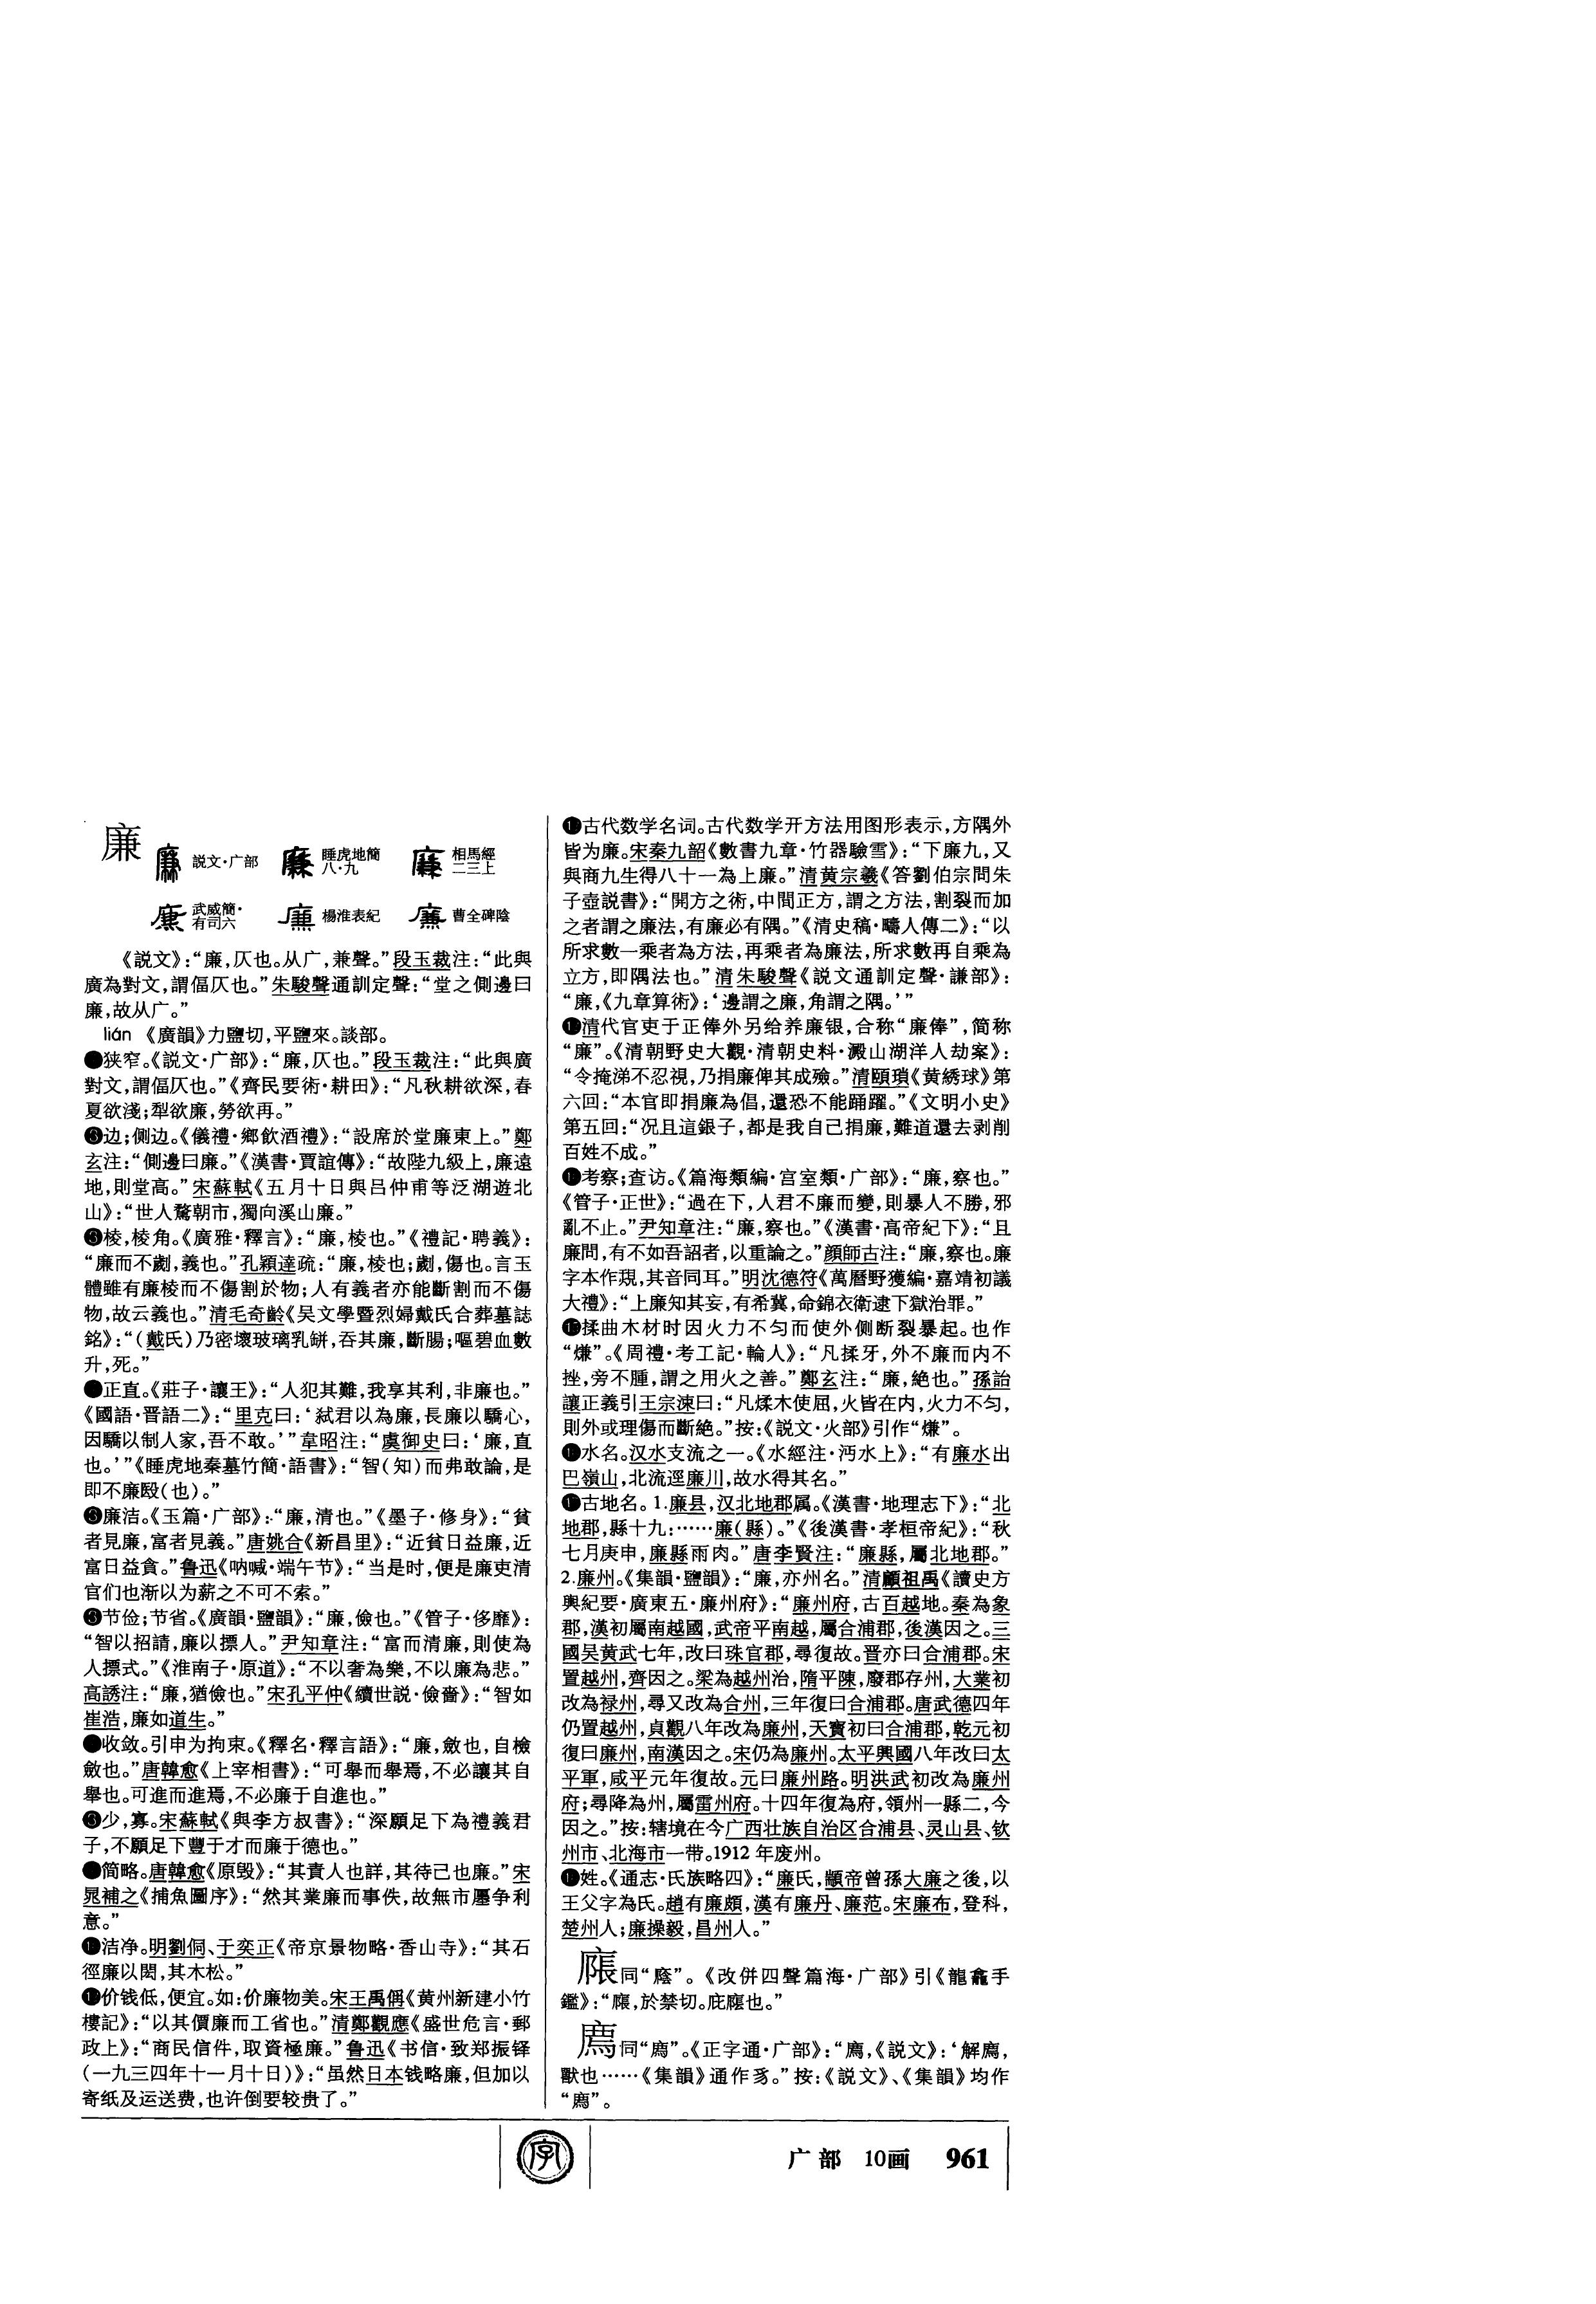 廉
説文·广部 睡虎地簡八·九 相馬經二三上
武威簡·有司六 楊淮表紀 曹全碑陰
《説文》：“廉，仄也。从广，兼聲。”段玉裁注：“此與
廣為對文，謂偪仄也。”朱駿聲通訓定聲：“堂之側邊曰
廉，故从广。”
lián 《廣韻》力鹽切，平鹽來。談部。
狭窄。《説文·广部》：“廉，仄也。”段玉裁注：“此與廣
對文，謂偪仄也。”《齊民要術·耕田》：“凡秋耕欲深，春
夏欲淺；犁欲廉，勞欲再。”
边；侧边。《儀禮·鄉飲酒禮》：“設席於堂廉東上。”鄭
玄注：“側邊曰廉。”《漢書·賈誼傳》：“故陛九級上，廉遠
地，則堂高。”宋蘇軾《五月十日與吕仲甫等泛湖遊北
山》：“世人騖朝市，獨向溪山廉。”
棱，棱角。《廣雅·釋言》：“廉，棱也。”《禮記·聘義》：
“廉而不劌，義也。”孔穎達疏：“廉，棱也；劌，傷也。言玉
體雖有廉棱而不傷割於物；人有義者亦能斷割而不傷
物，故云義也。”清毛奇齡《吴文學暨烈婦戴氏合葬墓誌
銘》：“（戴氏）乃密壞玻璃乳缾，吞其廉，斷腸；嘔碧血數
升，死。”
正直。《莊子·讓王》：“人犯其難，我享其利，非廉也。”
《國語·晋語二》：“里克曰：‘弑君以為廉，長廉以驕心，
因驕以制人家，吾不敢。’”韋昭注：“虞御史曰：‘廉，直
也。’”《睡虎地秦墓竹簡·語書》：“智（知）而弗敢論，是
即不廉殹（也）。”
廉洁。《玉篇·广部》：“廉，清也。”《墨子·修身》：“貧
者見廉，富者見義。”唐姚合《新昌里》：“近貧日益廉，近
富日益貪。”鲁迅《呐喊·端午节》：“当是时，便是廉吏清
官们也渐以为薪之不可不索。”
节俭；节省。《廣韻·鹽韻》：“廉，儉也。”《管子·侈靡》：
“智以招請，廉以摽人。”尹知章注：“富而清廉，則使為
人摽式。”《淮南子·原道》：“不以奢為樂，不以廉為悲。”
高誘注：“廉，猶儉也。”宋孔平仲《續世説·儉嗇》：“智如
崔浩，廉如道生。”
收敛。引申为拘束。《釋名·釋言語》：“廉，斂也，自檢
斂也。”唐韓愈《上宰相書》：“可舉而舉焉，不必讓其自
舉也。可進而進焉，不必廉于自進也。”
少，寡。宋蘇軾《與李方叔書》：“深願足下為禮義君
子，不願足下豐于才而廉于德也。”
简略。唐韓愈《原毁》：“其責人也詳，其待己也廉。”宋
晁補之《捕魚圖序》：“然其業廉而事佚，故無市廛争利
意。”
洁净。明劉侗、于奕正《帝京景物略·香山寺》：“其石
徑廉以閎，其木松。”
价钱低，便宜。如：价廉物美。宋王禹偁《黄州新建小竹
樓記》：“以其價廉而工省也。”清鄭觀應《盛世危言·郵
政上》：“商民信件，取資極廉。”鲁迅《书信·致郑振铎
（一九三四年十一月十日）》：“虽然日本钱略廉，但加以
寄纸及运送费，也许倒要较贵了。”
古代数学名词。古代数学开方法用图形表示，方隅外
皆为廉。宋秦九韶《數書九章·竹器驗雪》：“下廉九，又
與商九生得八十一為上廉。”清黄宗羲《答劉伯宗問朱
子壺説書》：“開方之術，中間正方，謂之方法，割裂而加
之者謂之廉法，有廉必有隅。”《清史稿·疇人傳二》：“以
所求數一乘者為方法，再乘者為廉法，所求數再自乘為
立方，即隅法也。”清朱駿聲《説文通訓定聲·謙部》：
“廉，《九章算術》：‘邊謂之廉，角謂之隅。’”
清代官吏于正俸外另给养廉银，合称“廉俸”，简称
“廉”。《清朝野史大觀·清朝史料·澱山湖洋人劫案》：
“令掩涕不忍視，乃捐廉俾其成殮。”清頤瑣《黄綉球》第
六回：“本官即捐廉為倡，還恐不能踊躍。”《文明小史》
第五回：“况且這銀子，都是我自己捐廉，難道還去剥削
百姓不成。”
考察；查访。《篇海類編·宫室類·广部》：“廉，察也。”
《管子·正世》：“過在下，人君不廉而變，則暴人不勝，邪
亂不止。”尹知章注：“廉，察也。”《漢書·高帝紀下》：“且
廉問，有不如吾詔者，以重論之。”顔師古注：“廉，察也。廉
字本作覝，其音同耳。”明沈德符《萬曆野獲編·嘉靖初議
大禮》：“上廉知其妄，有希冀，命錦衣衛逮下獄治罪。”
揉曲木材时因火力不匀而使外侧断裂暴起。也作
“熑”。《周禮·考工記·輪人》：“凡揉牙，外不廉而内不
挫，旁不腫，謂之用火之善。”鄭玄注：“廉，絶也。”孫詒
讓正義引王宗涑曰：“凡煣木使屈，火皆在内，火力不匀，
則外或理傷而斷絶。”按：《説文·火部》引作“熑”。
水名。汉水支流之一。《水經注·沔水上》：“有廉水出
巴嶺山，北流逕廉川，故水得其名。”
古地名。1.廉县，汉北地郡属。《漢書·地理志下》：“北
地郡，縣十九：……廉（縣）。”《後漢書·孝桓帝紀》：“秋
七月庚申，廉縣雨肉。”唐李賢注：“廉縣，屬北地郡。”
2.廉州。《集韻·鹽韻》：“廉，亦州名。”清顧祖禹《讀史方
輿紀要·廣東五·廉州府》：“廉州府，古百越地。秦為象
郡，漢初屬南越國，武帝平南越，屬合浦郡，後漢因之。三
國吴黄武七年，改曰珠官郡，尋復故。晋亦曰合浦郡。宋
置越州，齊因之。梁為越州治，隋平陳，廢郡存州，大業初
改為禄州，尋又改為合州，三年復曰合浦郡。唐武德四年
仍置越州，貞觀八年改為廉州，天寶初曰合浦郡，乾元初
復曰廉州，南漢因之。宋仍為廉州。太平興國八年改曰太
平軍，咸平元年復故。元曰廉州路。明洪武初改為廉州
府；尋降為州，屬雷州府。十四年復為府，領州一縣二，今
因之。”按：辖境在今广西壮族自治区合浦县、灵山县、钦
州市、北海市一带。1912年废州。
姓。《通志·氏族略四》：“廉氏，顓帝曾孫大廉之後，以
王父字為氏。趙有廉頗，漢有廉丹、廉范。宋廉布，登科，
楚州人；廉操毅，昌州人。”
同“廕”。《改併四聲篇海·广部》引《龍龕手
鑑》：“，於禁切。庇廕也。”
廌同“廌”。《正字通·广部》：“廌，《説文》：‘解廌，
獸也……《集韻》通作豸。”按：《説文》、《集韻》均作
“廌”。
字
广部 10画 961